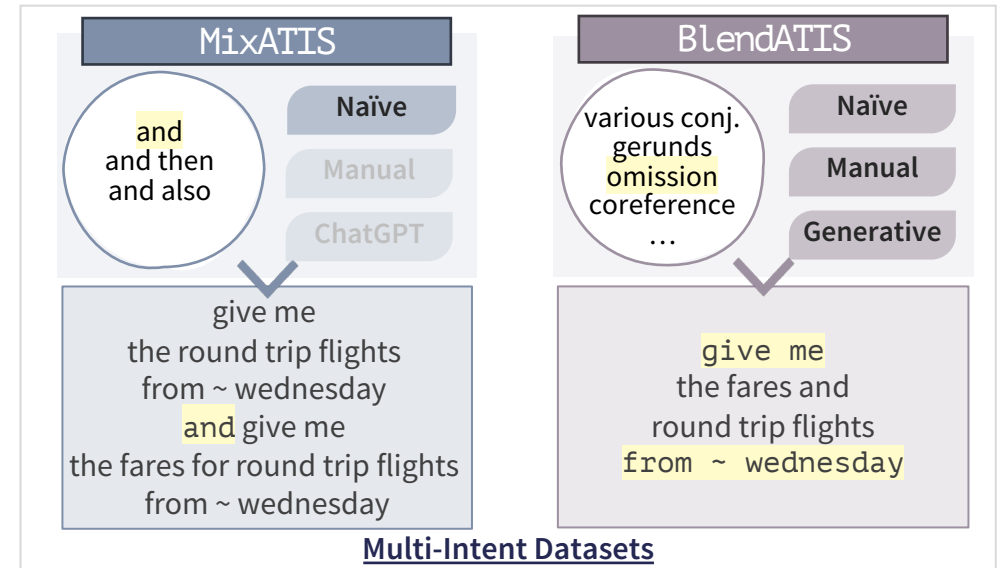 MixATIS
and
and then
and also
Naïve
Manual
ChatGPT
give me
the round trip flights
from ~ wednesday
and give me
the fares for round trip flights
from ~ wednesday
BlendATIS
various conj.
gerunds
omission
coreference
…
Naïve
Manual
Generative
give me
the fares and
round trip flights
from ~ wednesday
Multi-Intent Datasets